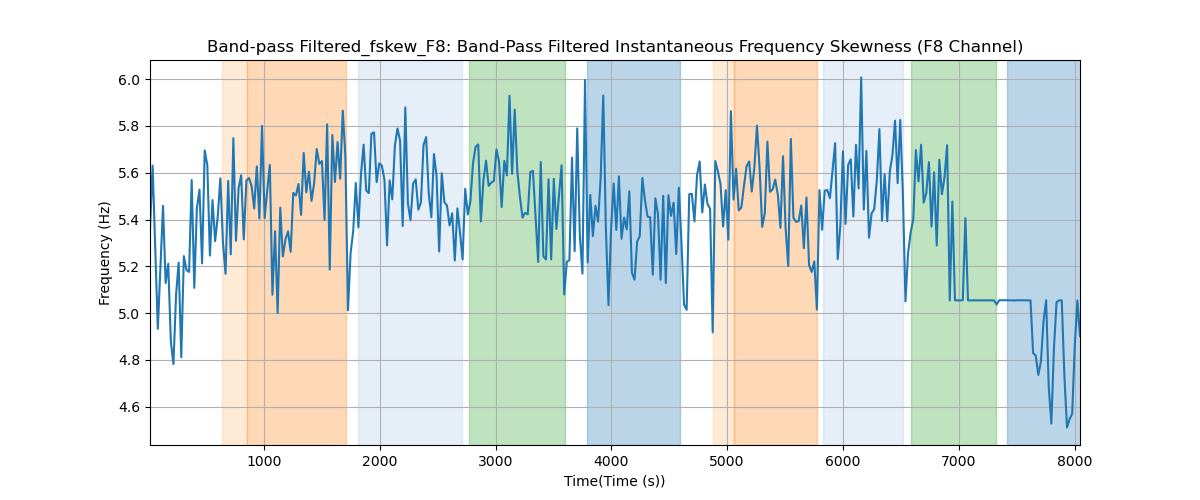 Band-pass Filtered_fskew_F8: Band-Pass Filtered Instantaneous Frequency Skewness (F8 Channel)
6.0
5.8
5.6
5.4
5.2
5.0
4.8
4.6
Frequency (Hz)
1000 2000 3000 4000 5000 6000 7000 8000
Time(Time (s))